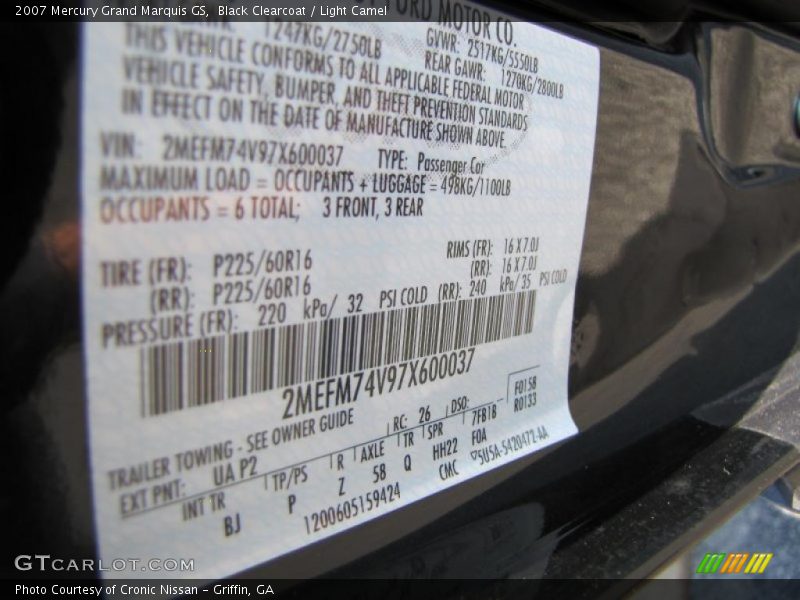 2007 Mercury Grand Marquis GS, Black Clearcoat / Light Camel
FORD MOTOR CO.
1247KG/2750LB GVWR: 2517KG/5550LB
REAR GAWR: 1270KG/2800LB
THIS VEHICLE CONFORMS TO ALL APPLICABLE FEDERAL MOTOR
VEHICLE SAFETY, BUMPER, AND THEFT PREVENTION STANDARDS
IN EFFECT ON THE DATE OF MANUFACTURE SHOWN ABOVE.
VIN: 2MEFM74V97X600037 TYPE: Passenger Car
MAXIMUM LOAD = OCCUPANTS + LUGGAGE = 498KG/1100LB
OCCUPANTS = 6 TOTAL; 3 FRONT, 3 REAR
TIRE (FR): P225/60R16 RIMS (FR): 16 X 7.0J
(RR): P225/60R16 (RR): 16 X 7.0J
PRESSURE (FR): 220 kPa/ 32 PSI COLD (RR): 240 kPa/ 35 PSI COLD
2MEFM74V97X600037
TRAILER TOWING - SEE OWNER GUIDE RC: 26 DSO: F0158
EXT PNT: UA P2 7FB18 R0133
INT TR TP/PS R AXLE TR SPR FOA
BJ P Z 5B Q HH22
1200605159424 CMC 5U5A-5420472-AA
GTCARLOT.COM
Photo Courtesy of Cronic Nissan - Griffin, GA